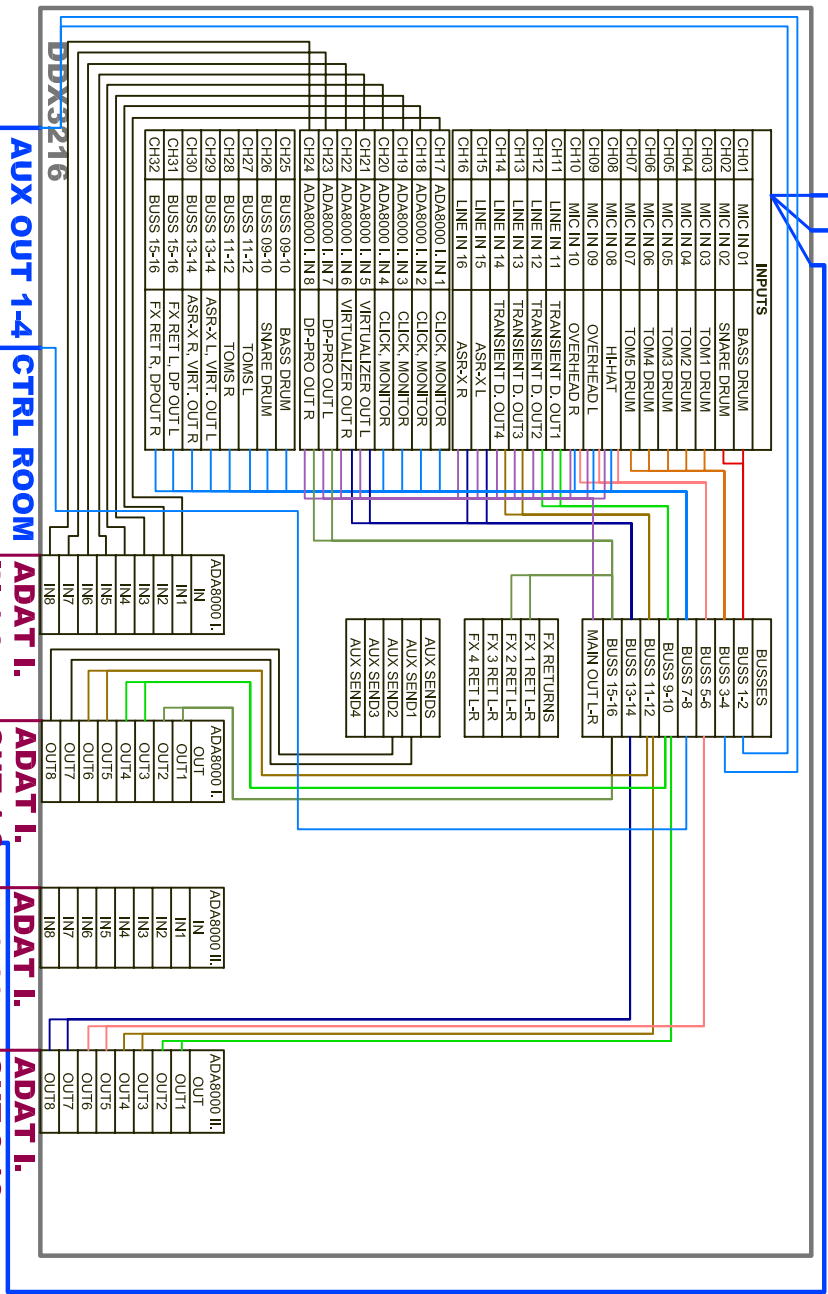 DDX3216
INPUTS
CH01 MIC IN 01 BASS DRUM
CH02 MIC IN 02 SNARE DRUM
CH03 MIC IN 03 TOM1 DRUM
CH04 MIC IN 04 TOM2 DRUM
CH05 MIC IN 05 TOM3 DRUM
CH06 MIC IN 06 TOM4 DRUM
CH07 MIC IN 07 TOM5 DRUM
CH08 MIC IN 08 HI-HAT
CH09 MIC IN 09 OVERHEAD L
CH10 MIC IN 10 OVERHEAD R
CH11 LINE IN 11 TRANSIENT D. OUT1
CH12 LINE IN 12 TRANSIENT D. OUT2
CH13 LINE IN 13 TRANSIENT D. OUT3
CH14 LINE IN 14 TRANSIENT D. OUT4
CH15 LINE IN 15 ASR-X L
CH16 LINE IN 16 ASR-X R
CH17 ADA8000 I. IN 1 CLICK, MONITOR
CH18 ADA8000 I. IN 2 CLICK, MONITOR
CH19 ADA8000 I. IN 3 CLICK, MONITOR
CH20 ADA8000 I. IN 4 CLICK, MONITOR
CH21 ADA8000 I. IN 5 VIRTUALIZER OUT L
CH22 ADA8000 I. IN 6 VIRTUALIZER OUT R
CH23 ADA8000 I. IN 7 DP-PRO OUT L
CH24 ADA8000 I. IN 8 DP-PRO OUT R
CH25 BUSS 09-10 BASS DRUM
CH26 BUSS 09-10 SNARE DRUM
CH27 BUSS 11-12 TOMS L
CH28 BUSS 11-12 TOMS R
CH29 BUSS 13-14 ASR-X L, VIRT. OUT L
CH30 BUSS 13-14 ASR-X R, VIRT. OUT R
CH31 BUSS 15-16 FX RET L, DP OUT L
CH32 BUSS 15-16 FX RET R, DPOUT R
BUSSES
BUSS 1-2
BUSS 3-4
BUSS 5-6
BUSS 7-8
BUSS 9-10
BUSS 11-12
BUSS 13-14
BUSS 15-16
MAIN OUT L-R
FX RETURNS
FX 1 RET L-R
FX 2 RET L-R
FX 3 RET L-R
FX 4 RET L-R
AUX SENDS
AUX SEND1
AUX SEND2
AUX SEND3
AUX SEND4
ADA8000 I.
IN
IN1
IN2
IN3
IN4
IN5
IN6
IN7
IN8
ADA8000 I.
OUT
OUT1
OUT2
OUT3
OUT4
OUT5
OUT6
OUT7
OUT8
ADA8000 II.
IN
IN1
IN2
IN3
IN4
IN5
IN6
IN7
IN8
ADA8000 II.
OUT
OUT1
OUT2
OUT3
OUT4
OUT5
OUT6
OUT7
OUT8
AUX OUT 1-4
CTRL ROOM
ADAT I.
ADAT I.
ADAT I.
ADAT I.